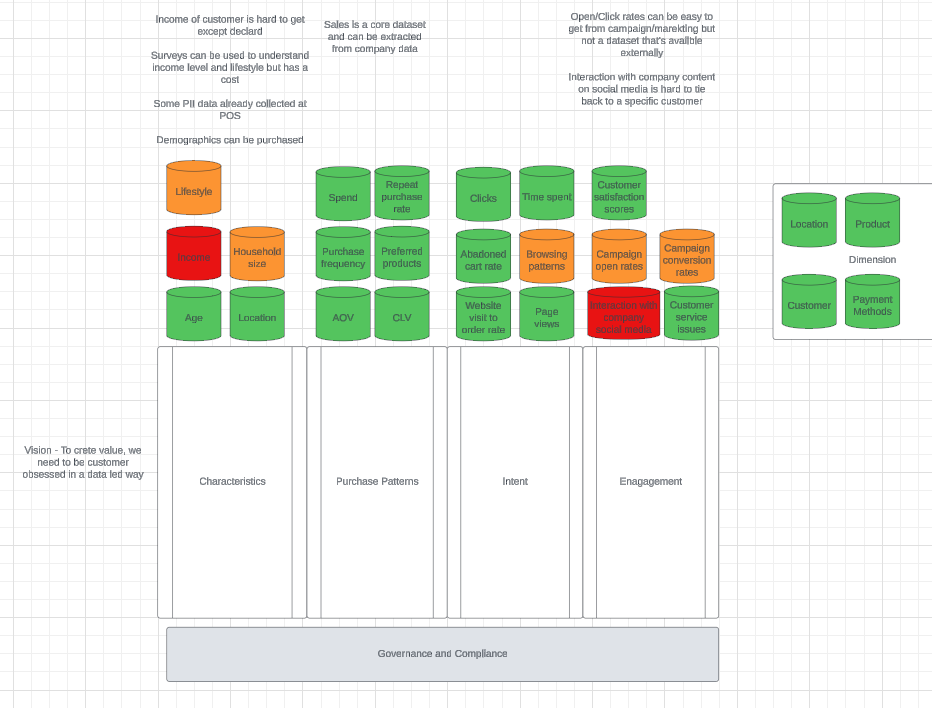 Income of customer is hard to get
except declard
Surveys can be used to understand
income level and lifestyle but has a
cost
Some PII data already collected at
POS
Demographics can be purchased
Sales is a core dataset
and can be extracted
from company data
Open/Click rates can be easy to
get from campaign/marekting but
not a dataset that's availble
externally
Interaction with company content
on social media is hard to tie
back to a specific customer
Lifestyle
Income
Household
size
Age
Location
Spend
Repeat
purchase
rate
Purchase
frequency
Preferred
products
AOV
CLV
Clicks
Time spent
Abadoned
cart rate
Browsing
patterns
Website
visit to
order rate
Page
views
Customer
satisfaction
scores
Campaign
open rates
Campaign
conversion
rates
Interaction with
company
social media
Customer
service
issues
Location
Product
Dimension
Customer
Payment
Methods
Vision - To crete value, we
need to be customer
obsessed in a data led way
Characteristics
Purchase Patterns
Intent
Enagagement
Governance and Compliance